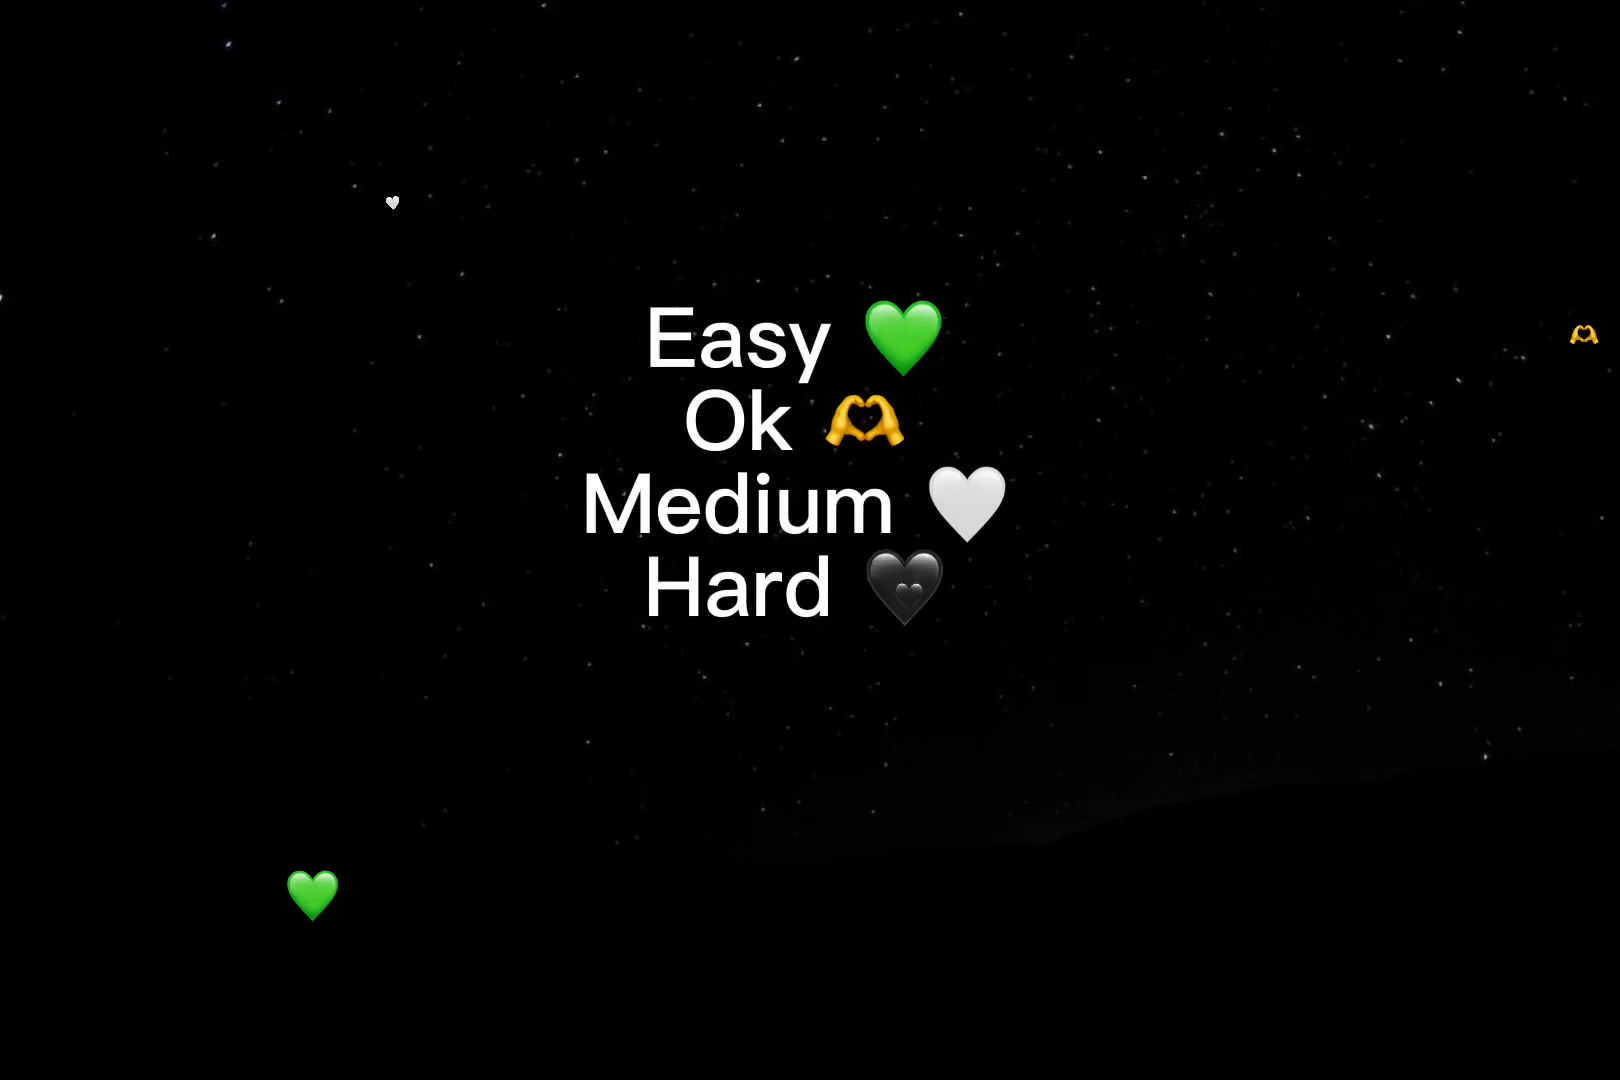 Easy 💚
Ok 🫶
Medium 🤍
Hard 🖤